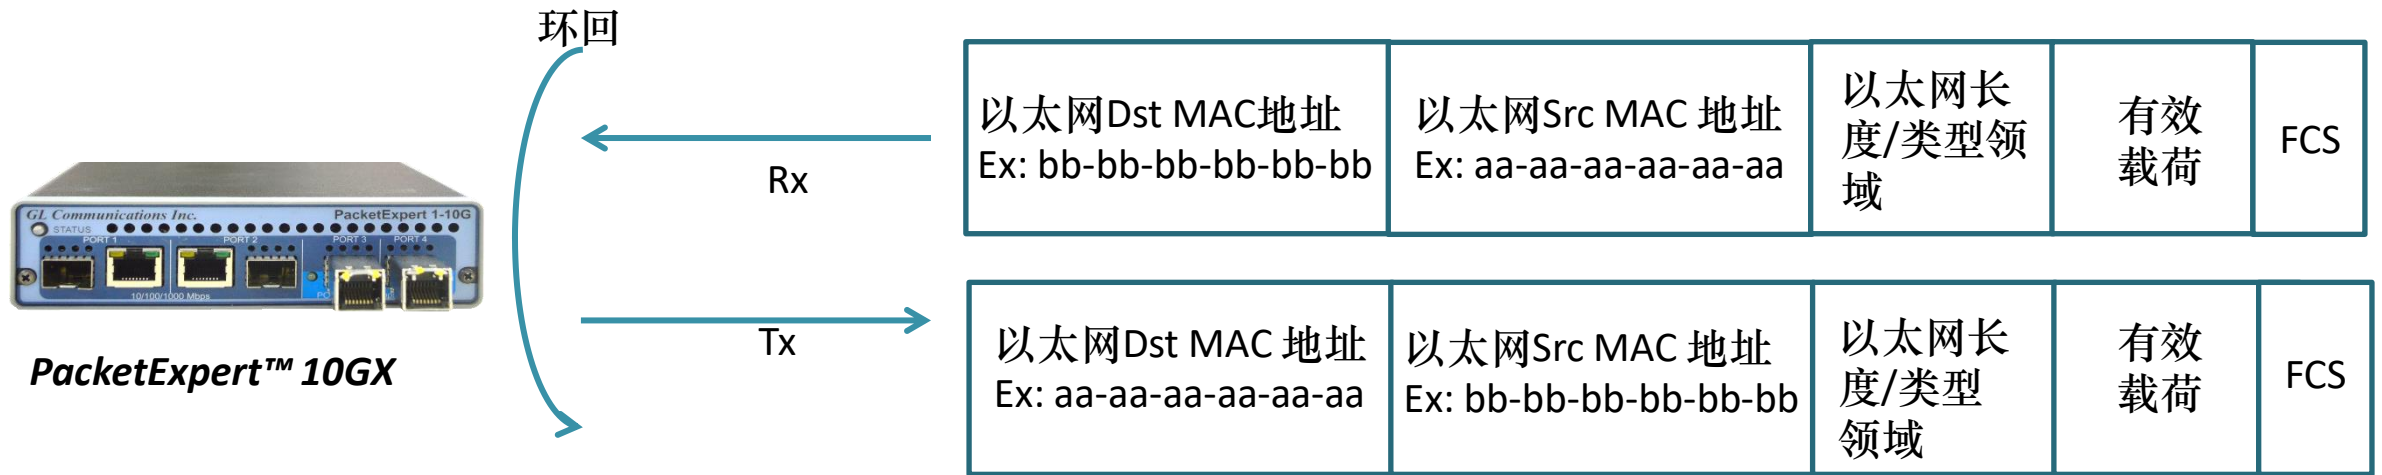 环回
以太网Dst MAC地址
Ex: bb-bb-bb-bb-bb-bb
以太网Src MAC 地址
Ex: aa-aa-aa-aa-aa-aa
以太网长
度/类型领
域
有效
载荷
FCS
Rx
GL Communications Inc.
PacketExpert 1-10G
STATUS
PORT 1
PORT 2
PORT 3
PORT 4
10/100/1000 Mbps
PacketExpert™ 10GX
Tx
以太网Dst MAC 地址
Ex: aa-aa-aa-aa-aa-aa
以太网Src MAC 地址
Ex: bb-bb-bb-bb-bb-bb
以太网长
度/类型
领域
有效
载荷
FCS